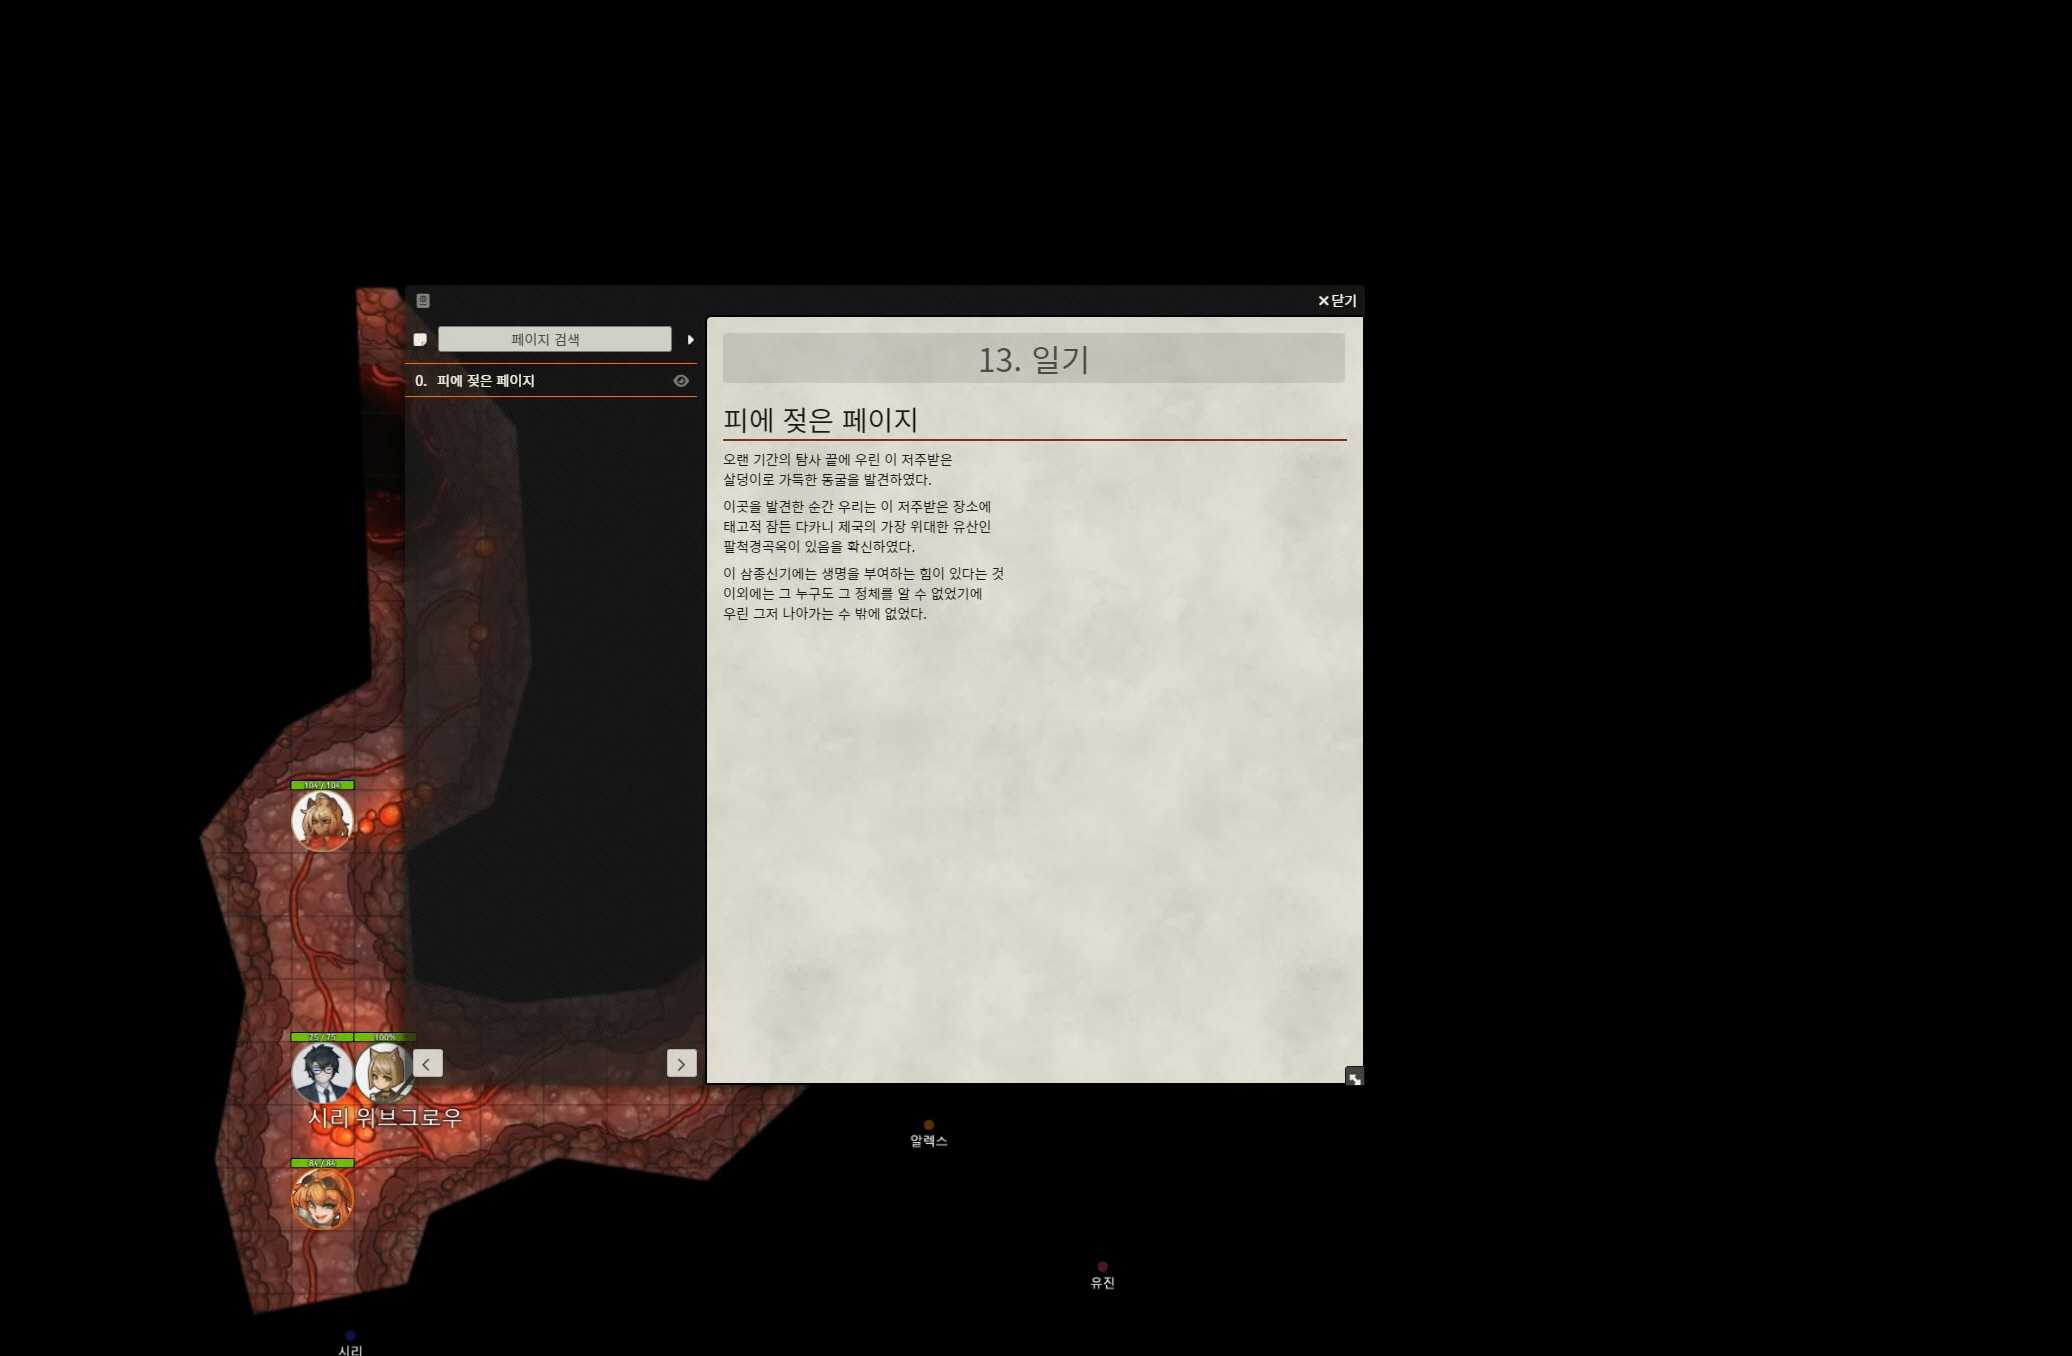 닫기
페이지 검색
0. 피에 젖은 페이지
13. 일기
피에 젖은 페이지
오랜 기간의 탐사 끝에 우린 이 저주받은
살덩이로 가득한 동굴을 발견하였다.
이곳을 발견한 순간 우리는 이 저주받은 장소에
태고적 잠든 다카니 제국의 가장 위대한 유산인
팔척경곡옥이 있음을 확신하였다.
이 삼종신기에는 생명을 부여하는 힘이 있다는 것
이외에는 그 누구도 그 정체를 알 수 없었기에
우린 그저 나아가는 수 밖에 없었다.
104 / 104
75 / 75
100%
시리 위브그로우
84 / 84
알렉스
유진
시리